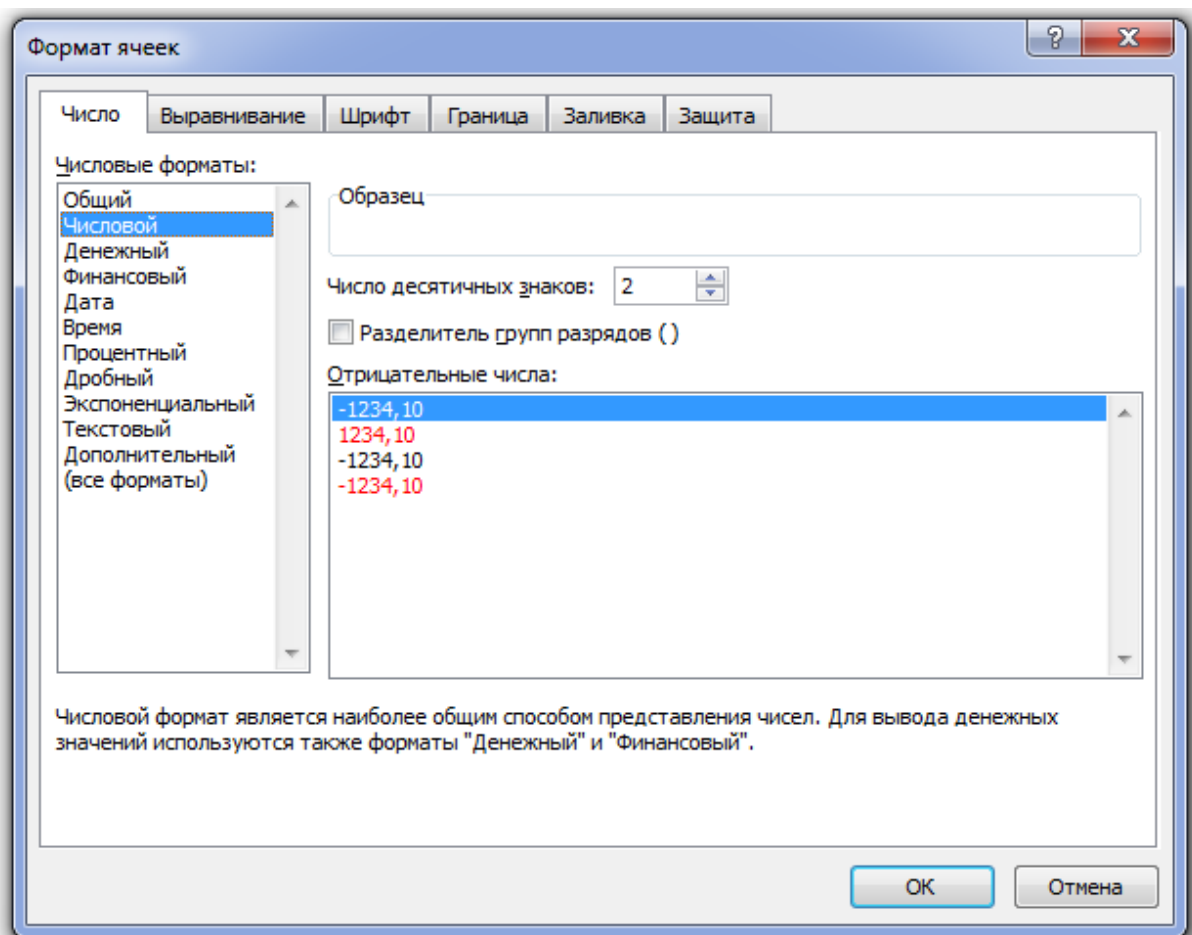 Формат ячеек
Число
Выравнивание
Шрифт
Граница
Заливка
Защита
Числовые форматы:
Общий
Числовой
Денежный
Финансовый
Дата
Время
Процентный
Дробный
Экспоненциальный
Текстовый
Дополнительный
(все форматы)
Образец
Число десятичных знаков: 2
Разделитель групп разрядов ( )
Отрицательные числа:
-1234,10
1234,10
-1234,10
-1234,10
Числовой формат является наиболее общим способом представления чисел. Для вывода денежных
значений используются также форматы "Денежный" и "Финансовый".
ОК
Отмена